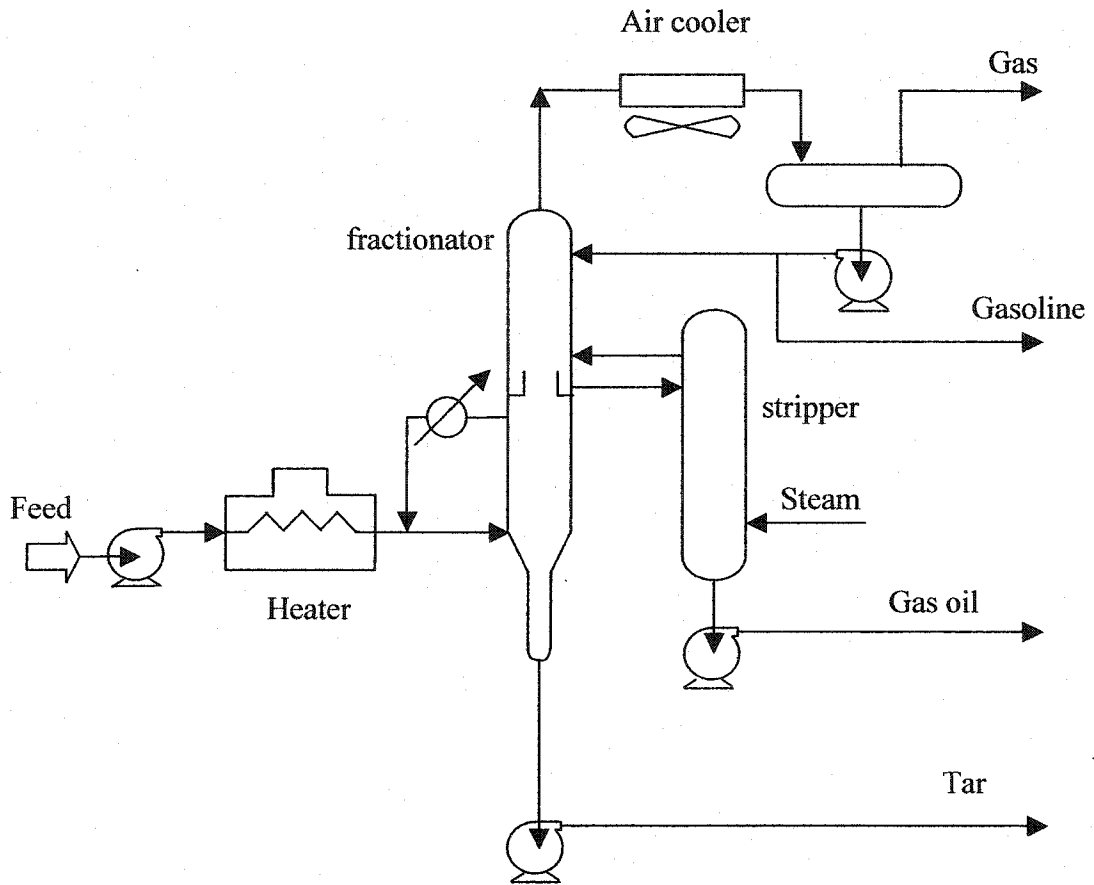 Air cooler
Gas
fractionator
Gasoline
stripper
Feed
Steam
Heater
Gas oil
Tar